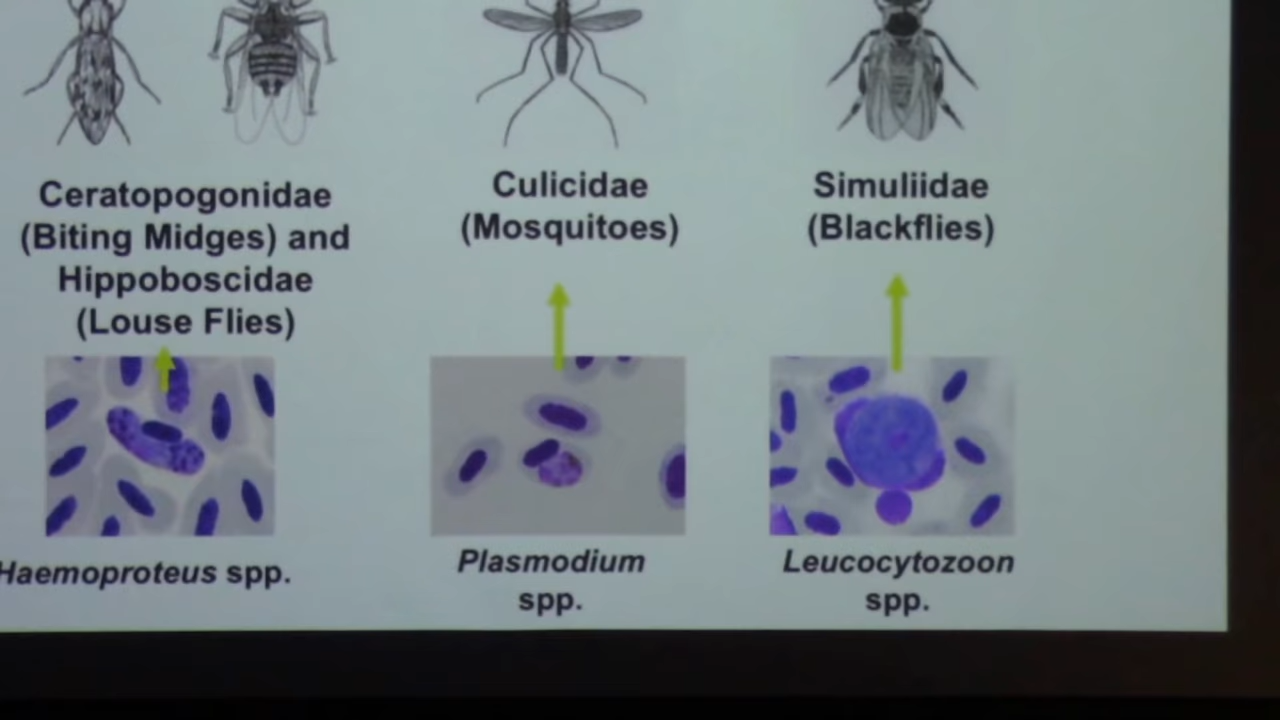 Ceratopogonidae
(Biting Midges) and
Hippoboscidae
(Louse Flies)
Culicidae
(Mosquitoes)
Simuliidae
(Blackflies)
Haemoproteus spp.
Plasmodium
spp.
Leucocytozoon
spp.